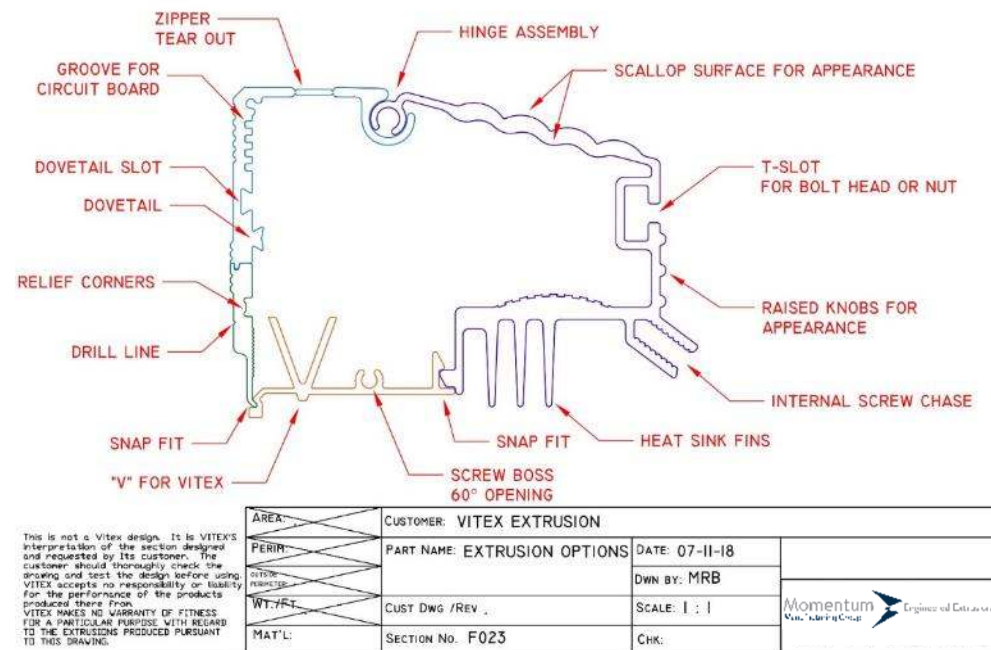 ZIPPER
TEAR OUT
HINGE ASSEMBLY
GROOVE FOR
CIRCUIT BOARD
SCALLOP SURFACE FOR APPEARANCE
DOVETAIL SLOT
T-SLOT
FOR BOLT HEAD OR NUT
DOVETAIL
RELIEF CORNERS
RAISED KNOBS FOR
APPEARANCE
DRILL LINE
INTERNAL SCREW CHASE
SNAP FIT
SNAP FIT
HEAT SINK FINS
"V" FOR VITEX
SCREW BOSS
60° OPENING
This is not a Vitex design. It is VITEX'S
interpretation of the section designed
and requested by its customer. The
customer should thoroughly check the
drawing and test the design before using.
VITEX accepts no responsibility or liability
for the performance of the products
produced there from.
VITEX MAKES NO WARRANTY OF FITNESS
FOR A PARTICULAR PURPOSE WITH REGARD
TO THE EXTRUSIONS PRODUCED PURSUANT
TO THIS DRAWING.
AREA:
CUSTOMER: VITEX EXTRUSION
PERIM:
PART NAME: EXTRUSION OPTIONS
DATE: 07-11-18
OUTSIDE
PERIMETER:
DWN BY: MRB
WT./FT.
CUST DWG /REV .
SCALE: 1 : 1
MAT'L:
SECTION NO. F023
CHK:
Momentum
Manufacturing Group
Engineered Extrusions